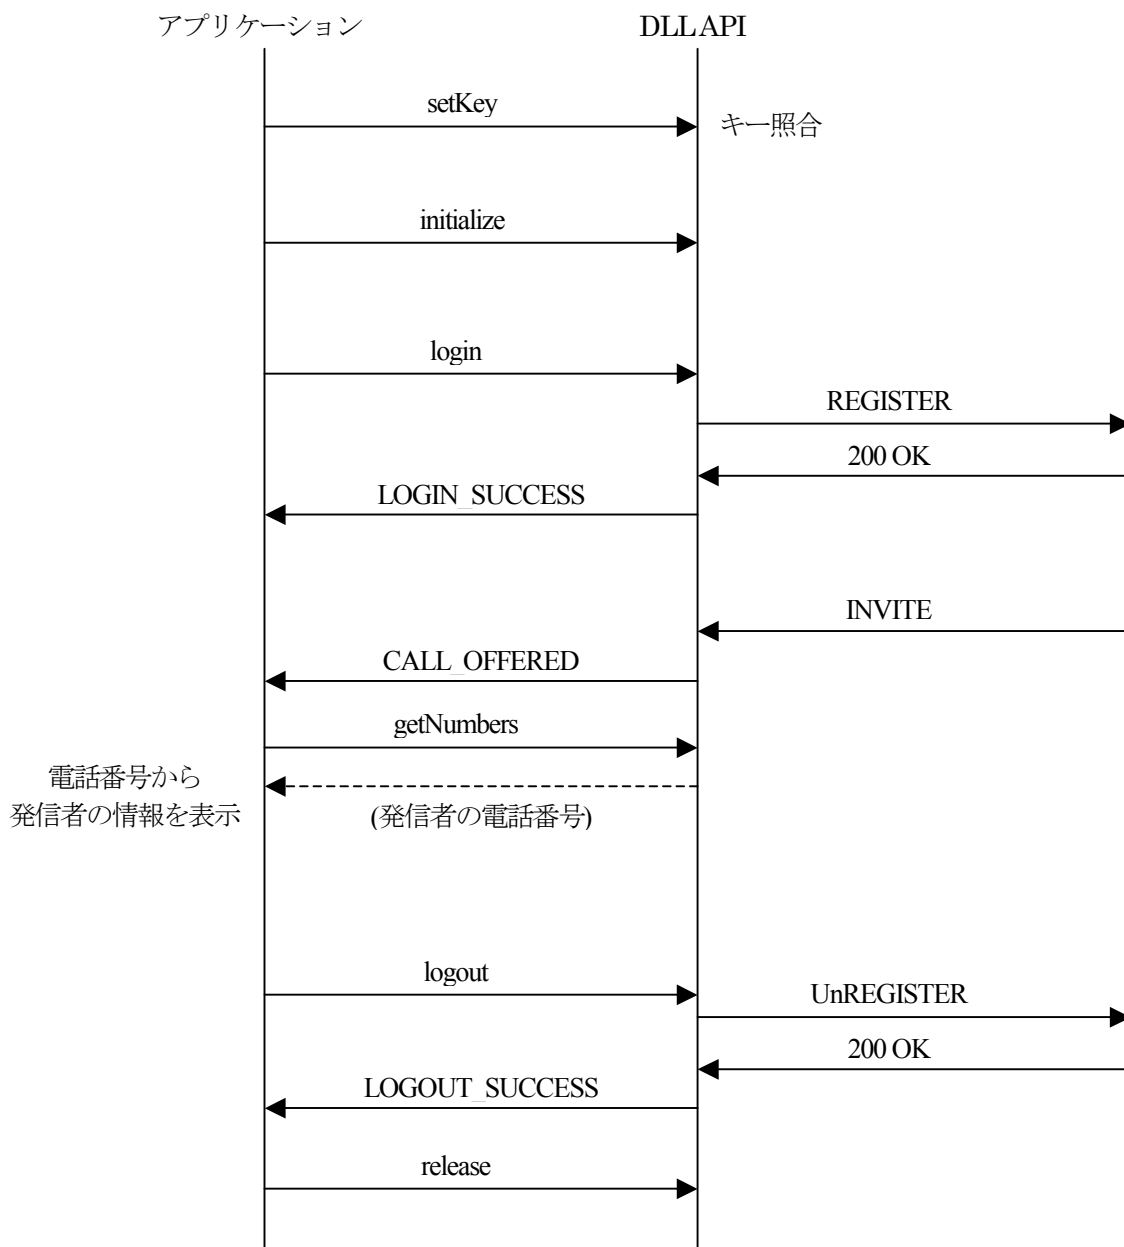 アプリケーション
DLL API
setKey
キー照合
initialize
login
REGISTER
200 OK
LOGIN_SUCCESS
INVITE
CALL_OFFERED
getNumbers
電話番号から
発信者の情報を表示
(発信者の電話番号)
logout
UnREGISTER
200 OK
LOGOUT_SUCCESS
release